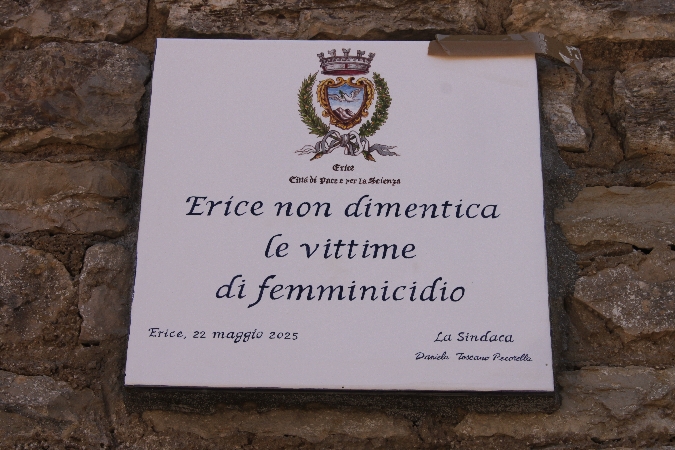 Erice
Città di Pace e per la Scienza
Erice non dimentica
le vittime
di femminicidio
Erice, 22 maggio 2025
La Sindaca
Daniela Toscano Pecorella